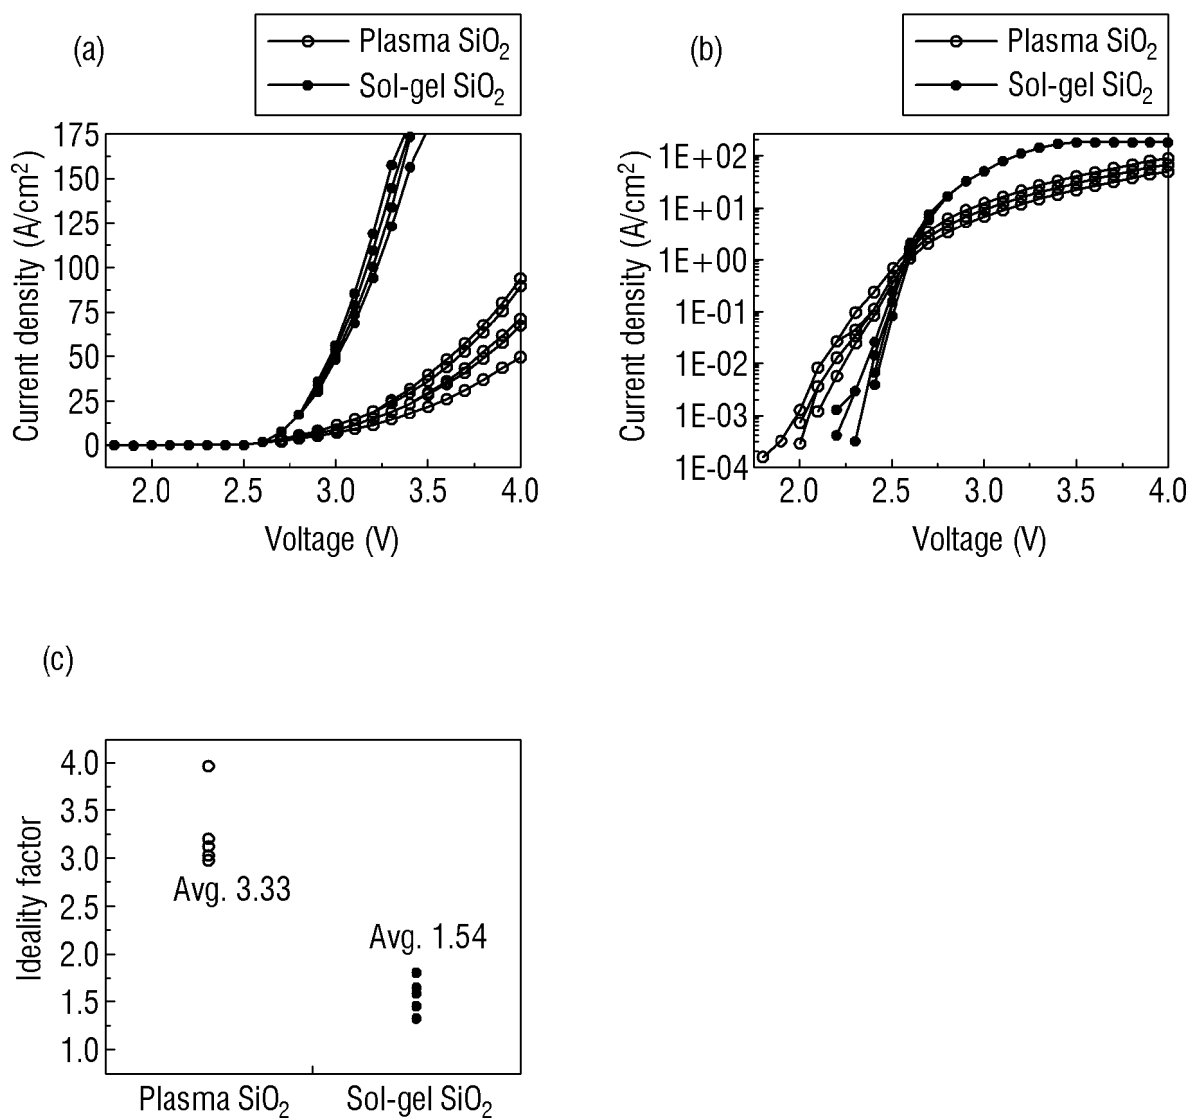 (a)
Plasma SiO2
Sol-gel SiO2
175
150
125
100
75
50
25
0
Current density (A/cm2)
2.0 2.5 3.0 3.5 4.0
Voltage (V)
(b)
Plasma SiO2
Sol-gel SiO2
1E+02
1E+01
1E+00
1E-01
1E-02
1E-03
1E-04
Current density (A/cm2)
2.0 2.5 3.0 3.5 4.0
Voltage (V)
(c)
4.0
3.5
3.0
2.5
2.0
1.5
1.0
Ideality factor
Avg. 3.33
Avg. 1.54
Plasma SiO2 Sol-gel SiO2